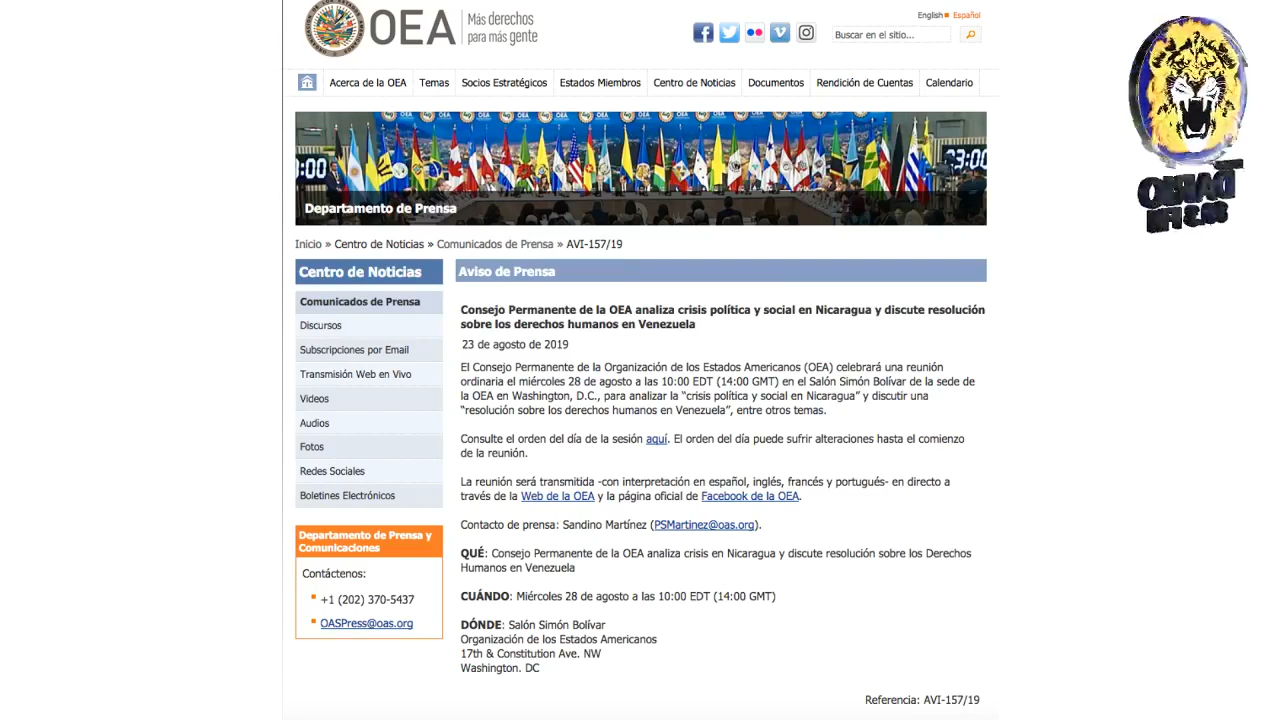 OEA
Más derechos
para más gente
English
Español
Buscar en el sitio...
Acerca de la OEA
Temas
Socios Estratégicos
Estados Miembros
Centro de Noticias
Documentos
Rendición de Cuentas
Calendario
Departamento de Prensa
Inicio » Centro de Noticias » Comunicados de Prensa » AVI-157/19
Centro de Noticias
Comunicados de Prensa
Discursos
Subscripciones por Email
Transmisión Web en Vivo
Videos
Audios
Fotos
Redes Sociales
Boletines Electrónicos
Departamento de Prensa y
Comunicaciones
Contáctenos:
+1 (202) 370-5437
OASPress@oas.org
Aviso de Prensa
Consejo Permanente de la OEA analiza crisis política y social en Nicaragua y discute resolución
sobre los derechos humanos en Venezuela
23 de agosto de 2019
El Consejo Permanente de la Organización de los Estados Americanos (OEA) celebrará una reunión
ordinaria el miércoles 28 de agosto a las 10:00 EDT (14:00 GMT) en el Salón Simón Bolívar de la sede de
la OEA en Washington, D.C., para analizar la “crisis política y social en Nicaragua” y discutir una
“resolución sobre los derechos humanos en Venezuela”, entre otros temas.
Consulte el orden del día de la sesión aquí. El orden del día puede sufrir alteraciones hasta el comienzo
de la reunión.
La reunión será transmitida -con interpretación en español, inglés, francés y portugués- en directo a
través de la Web de la OEA y la página oficial de Facebook de la OEA.
Contacto de prensa: Sandino Martínez (PSMartinez@oas.org).
QUÉ: Consejo Permanente de la OEA analiza crisis en Nicaragua y discute resolución sobre los Derechos
Humanos en Venezuela
CUÁNDO: Miércoles 28 de agosto a las 10:00 EDT (14:00 GMT)
DÓNDE: Salón Simón Bolívar
Organización de los Estados Americanos
17th & Constitution Ave. NW
Washington. DC
Referencia: AVI-157/19